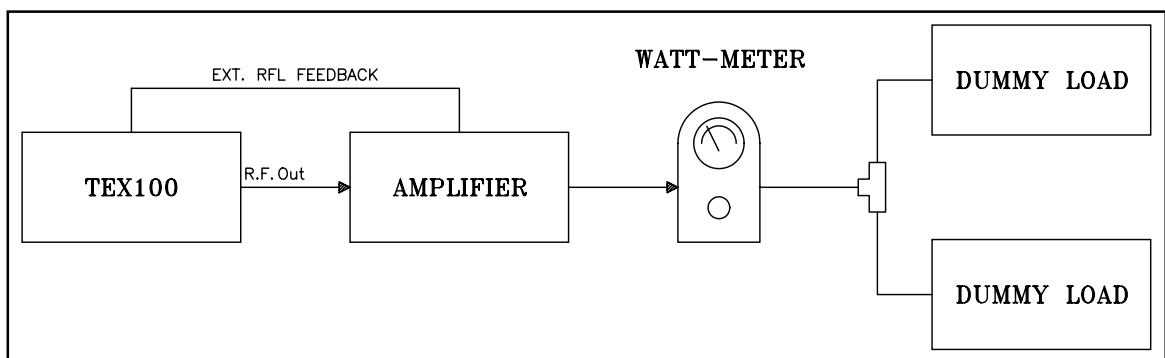 WATT-METER
DUMMY LOAD
EXT. RFL FEEDBACK
TEX100
R.F. Out
AMPLIFIER
DUMMY LOAD